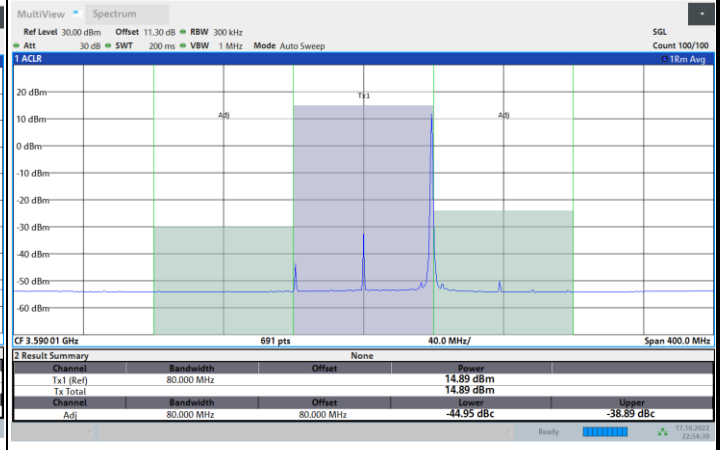 MultiView Spectrum
Ref Level 30.00 dBm Offset 11.30 dB RBW 300 kHz SGL
Att 30 dB SWT 200 ms VBW 1 MHz Mode Auto Sweep Count 100/100
1 ACLR 1Rm Avg
20 dBm
Tx1
Adj Adj
10 dBm
0 dBm
-10 dBm
-20 dBm
-30 dBm
-40 dBm
-50 dBm
-60 dBm
CF 3.590 01 GHz 691 pts 40.0 MHz/ Span 400.0 MHz
2 Result Summary None
Channel Bandwidth Offset Power
Tx1 (Ref) 80.000 MHz 14.89 dBm
Tx Total 14.89 dBm
Channel Bandwidth Offset Lower Upper
Adj 80.000 MHz 80.000 MHz -44.95 dBc -38.89 dBc
Ready 17.10.2022
22:54:39